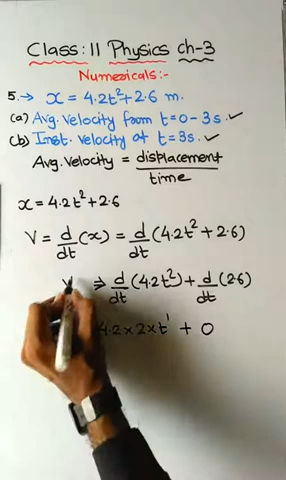 Class:11 Physics ch-3
Numericals:-
5.→ x = 4.2t²+2.6 m.
(a) Avg. velocity from t=0-3s ✓
(b) Inst. velocity at t=3s. ✓
Avg. velocity = displacement/time
x = 4.2t²+2.6
V = d/dt (x) = d/dt (4.2t²+2.6)
⇒ d/dt (4.2t²) + d/dt (2.6)
4.2×2×t¹ + 0